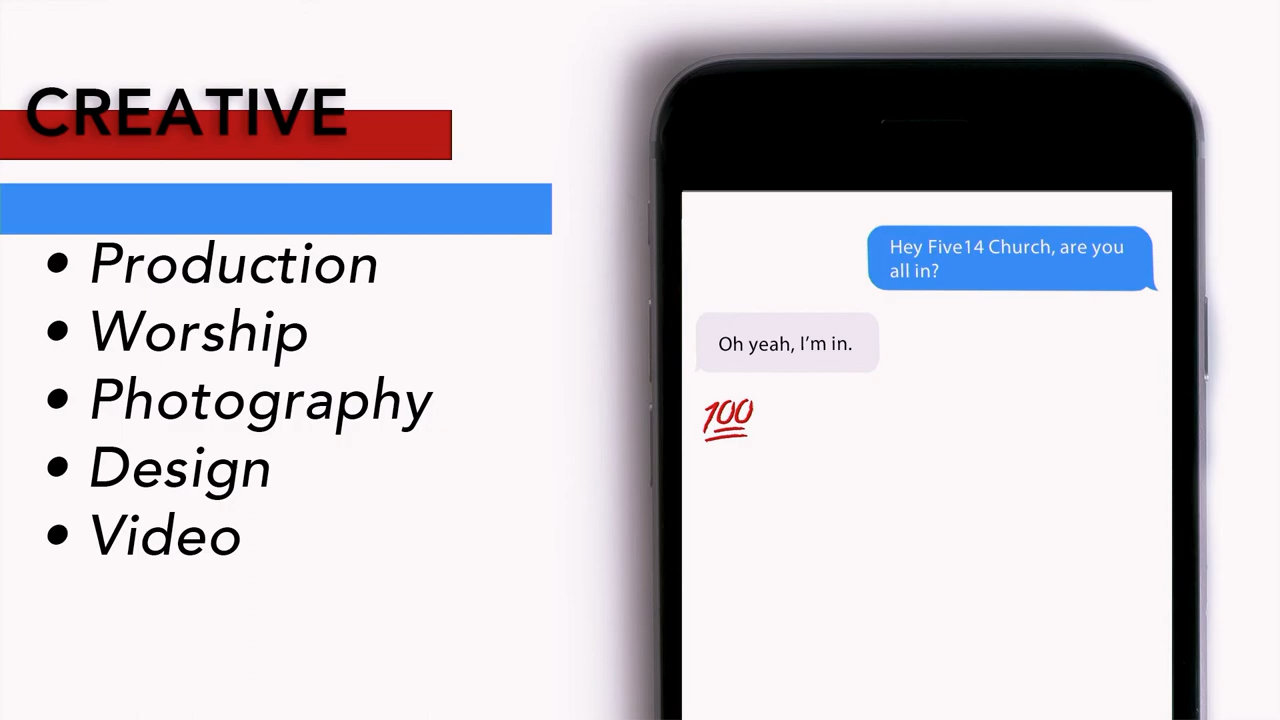 CREATIVE
• Production
• Worship
• Photography
• Design
• Video
Hey Five14 Church, are you
all in?
Oh yeah, I’m in.
💯